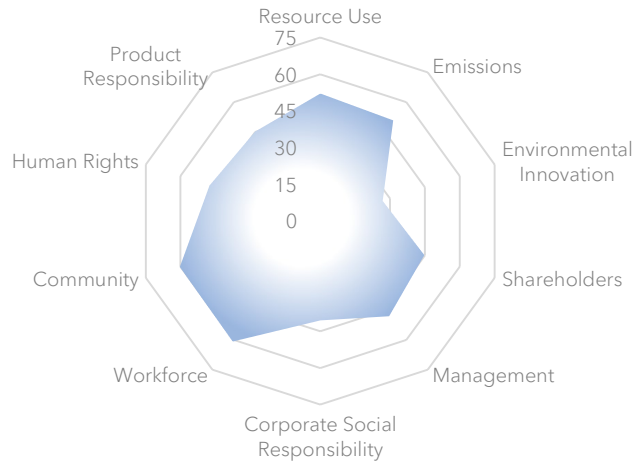 Resource Use
75
Product
Responsibility
Emissions
60
45
Human Rights
Environmental
Innovation
30
15
0
Community
Shareholders
Workforce
Management
Corporate Social
Responsibility